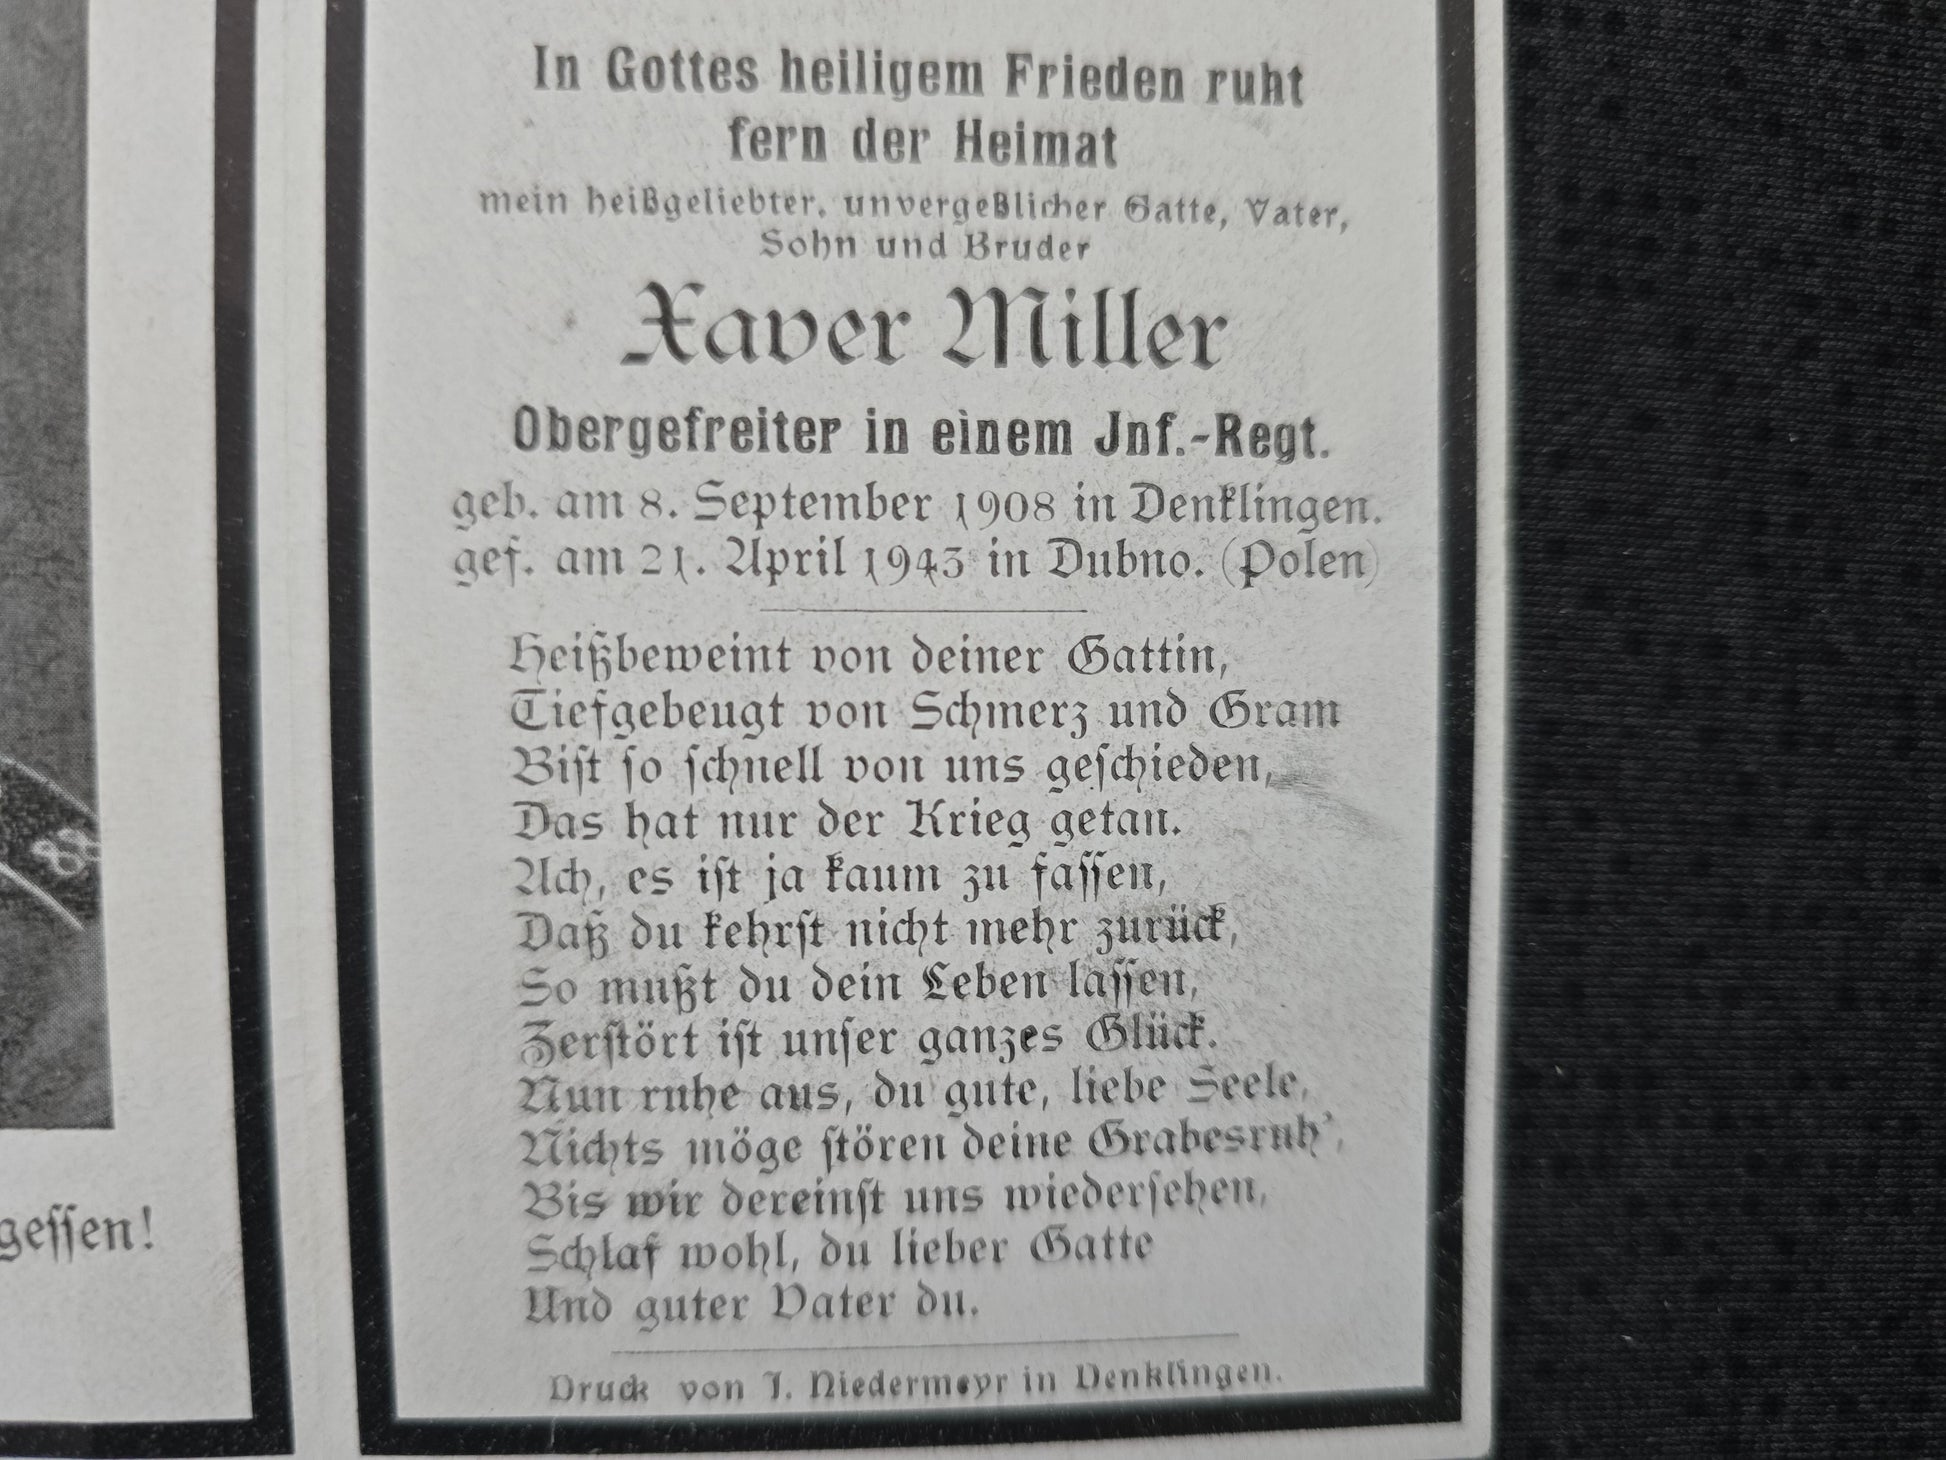 In Gottes heiligem Frieden ruht
fern der Heimat
mein heißgeliebter, unvergeßlicher Gatte, Vater,
Sohn und Bruder
Xaver Miller
Obergefreiter in einem Jnf.-Regt.
geb. am 8. September 1908 in Denklingen.
gef. am 21. April 1943 in Dubno. (Polen)
Heißbeweint von deiner Gattin,
Tiefgebeugt von Schmerz und Gram
Bist so schnell von uns geschieden,
Das hat nur der Krieg getan.
Ach, es ist ja kaum zu fassen,
Daß du kehrst nicht mehr zurück,
So mußt du dein Leben lassen,
Zerstört ist unser ganzes Glück.
Nun ruhe aus, du gute, liebe Seele,
Nichts möge stören deine Grabesruh',
Bis wir dereinst uns wiedersehen,
Schlaf wohl, du lieber Gatte
Und guter Vater du.
Druck von J. Niedermeyr in Denklingen.
gessen!